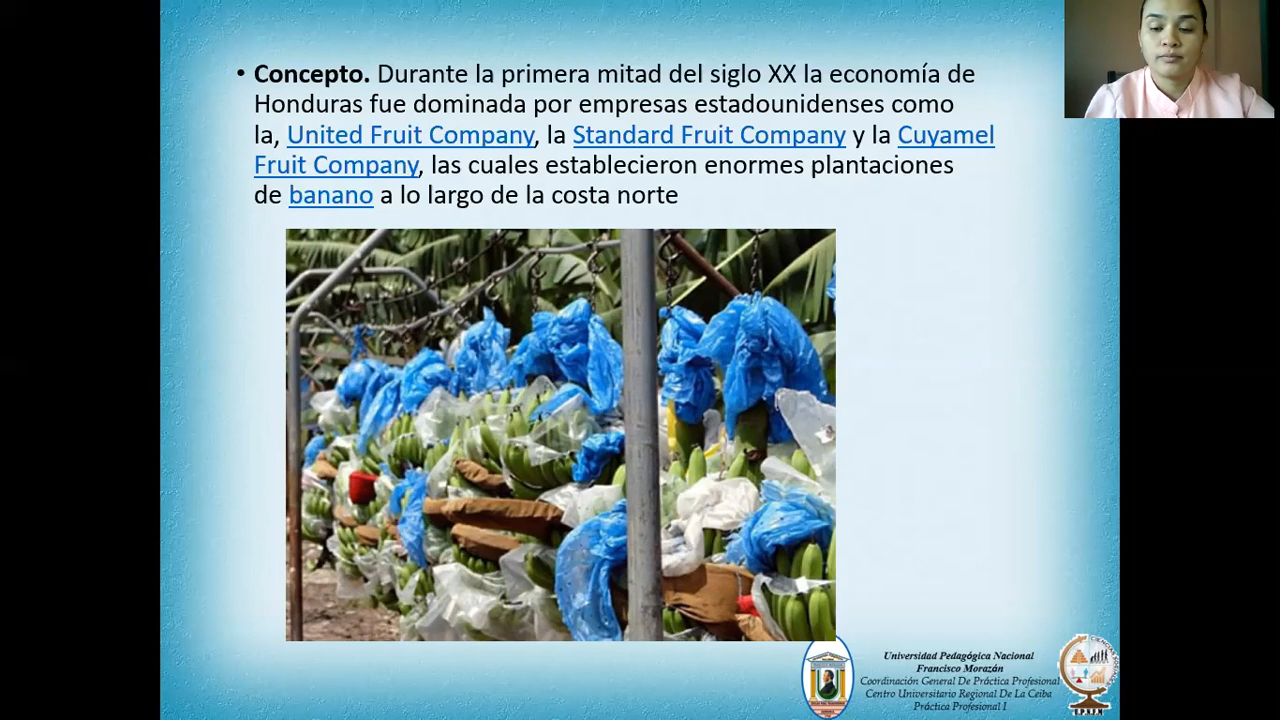 • Concepto. Durante la primera mitad del siglo XX la economía de
Honduras fue dominada por empresas estadounidenses como
la, United Fruit Company, la Standard Fruit Company y la Cuyamel
Fruit Company, las cuales establecieron enormes plantaciones
de banano a lo largo de la costa norte
Universidad Pedagógica Nacional
Francisco Morazán
Coordinación General De Práctica Profesional
Centro Universitario Regional De La Ceiba
Práctica Profesional I